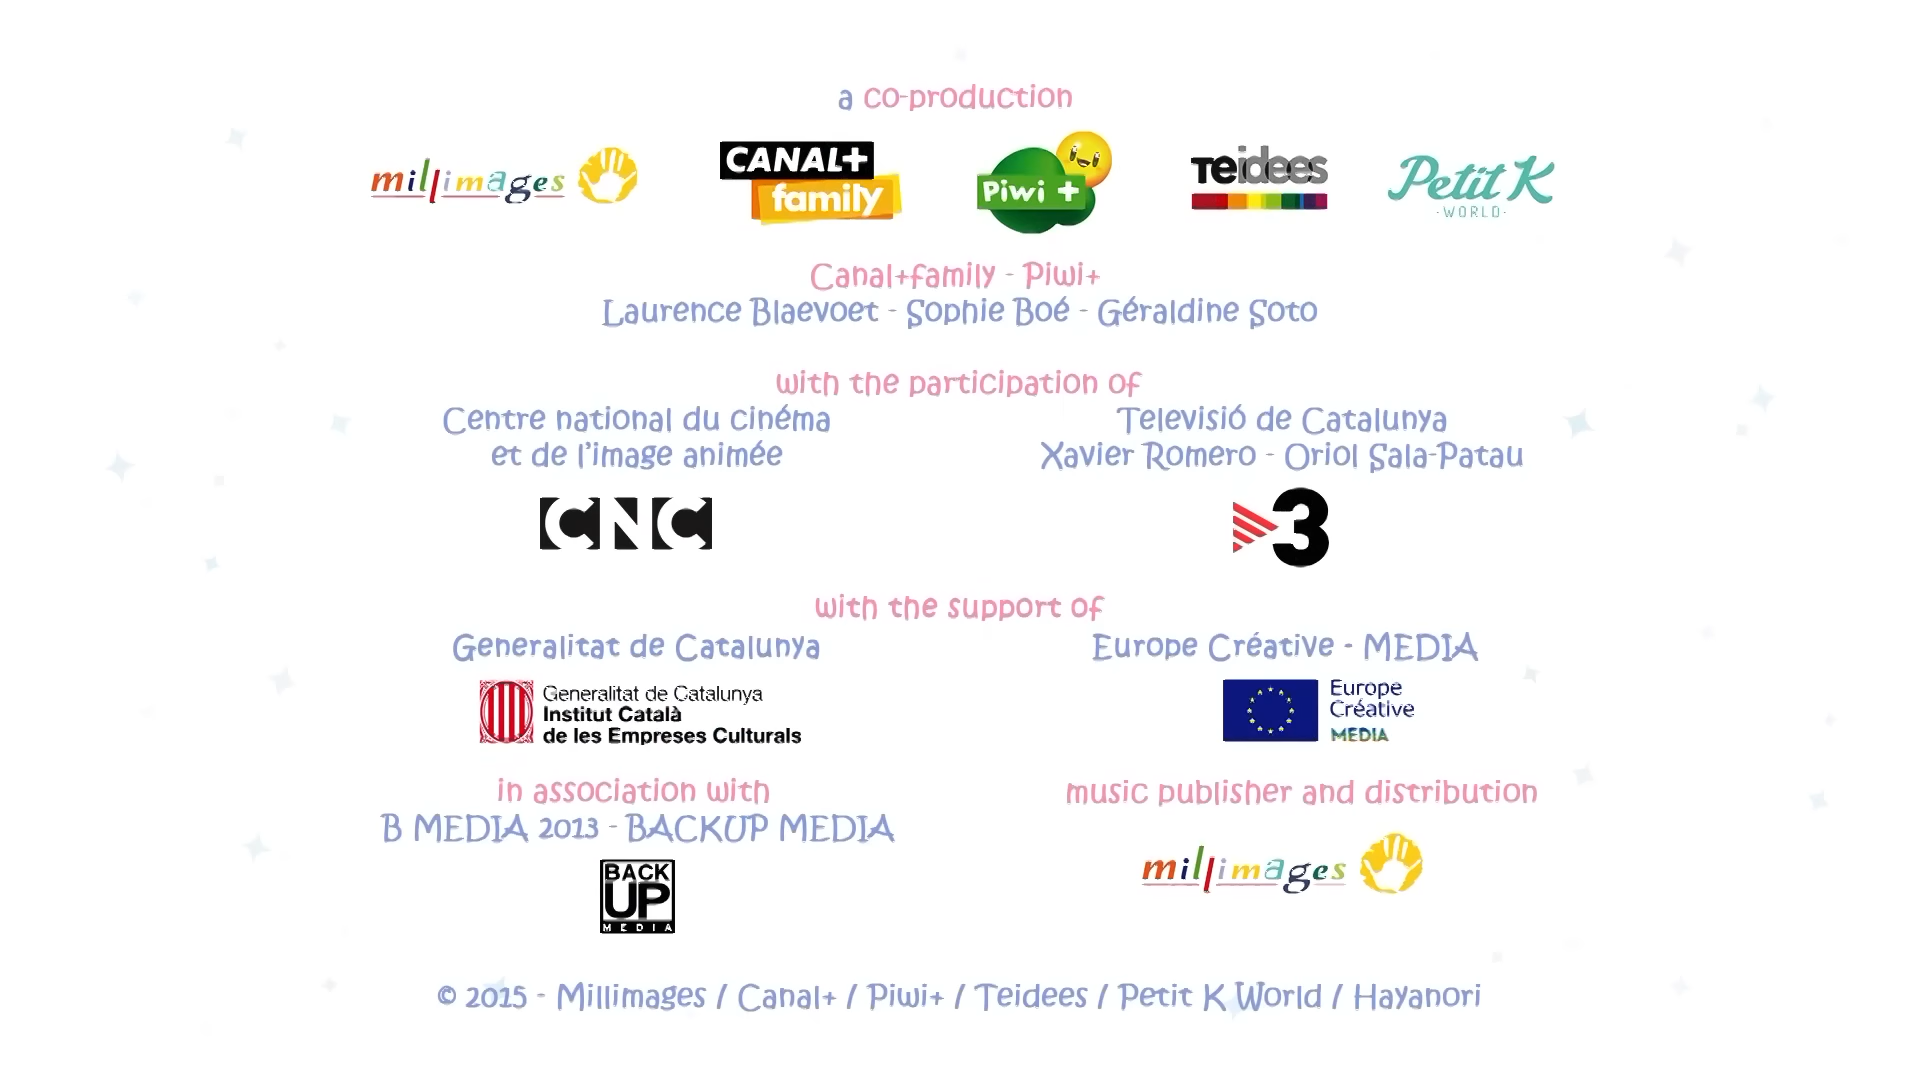 a co-production
millimages
CANAL+
family
Piwi +
Teidees
Petit K
·WORLD·
Canal+family - Piwi+
Laurence Blaevoet - Sophie Boé - Géraldine Soto
with the participation of
Centre national du cinéma
et de l'image animée
CNC
Televisió de Catalunya
Xavier Romero - Oriol Sala-Patau
3
with the support of
Generalitat de Catalunya
Generalitat de Catalunya
Institut Català
de les Empreses Culturals
Europe Créative - MEDIA
Europe
Créative
MEDIA
in association with
B MEDIA 2013 - BACKUP MEDIA
BACK
UP
MEDIA
music publisher and distribution
millimages
© 2015 - Millimages / Canal+ / Piwi+ / Teidees / Petit K World / Hayanori